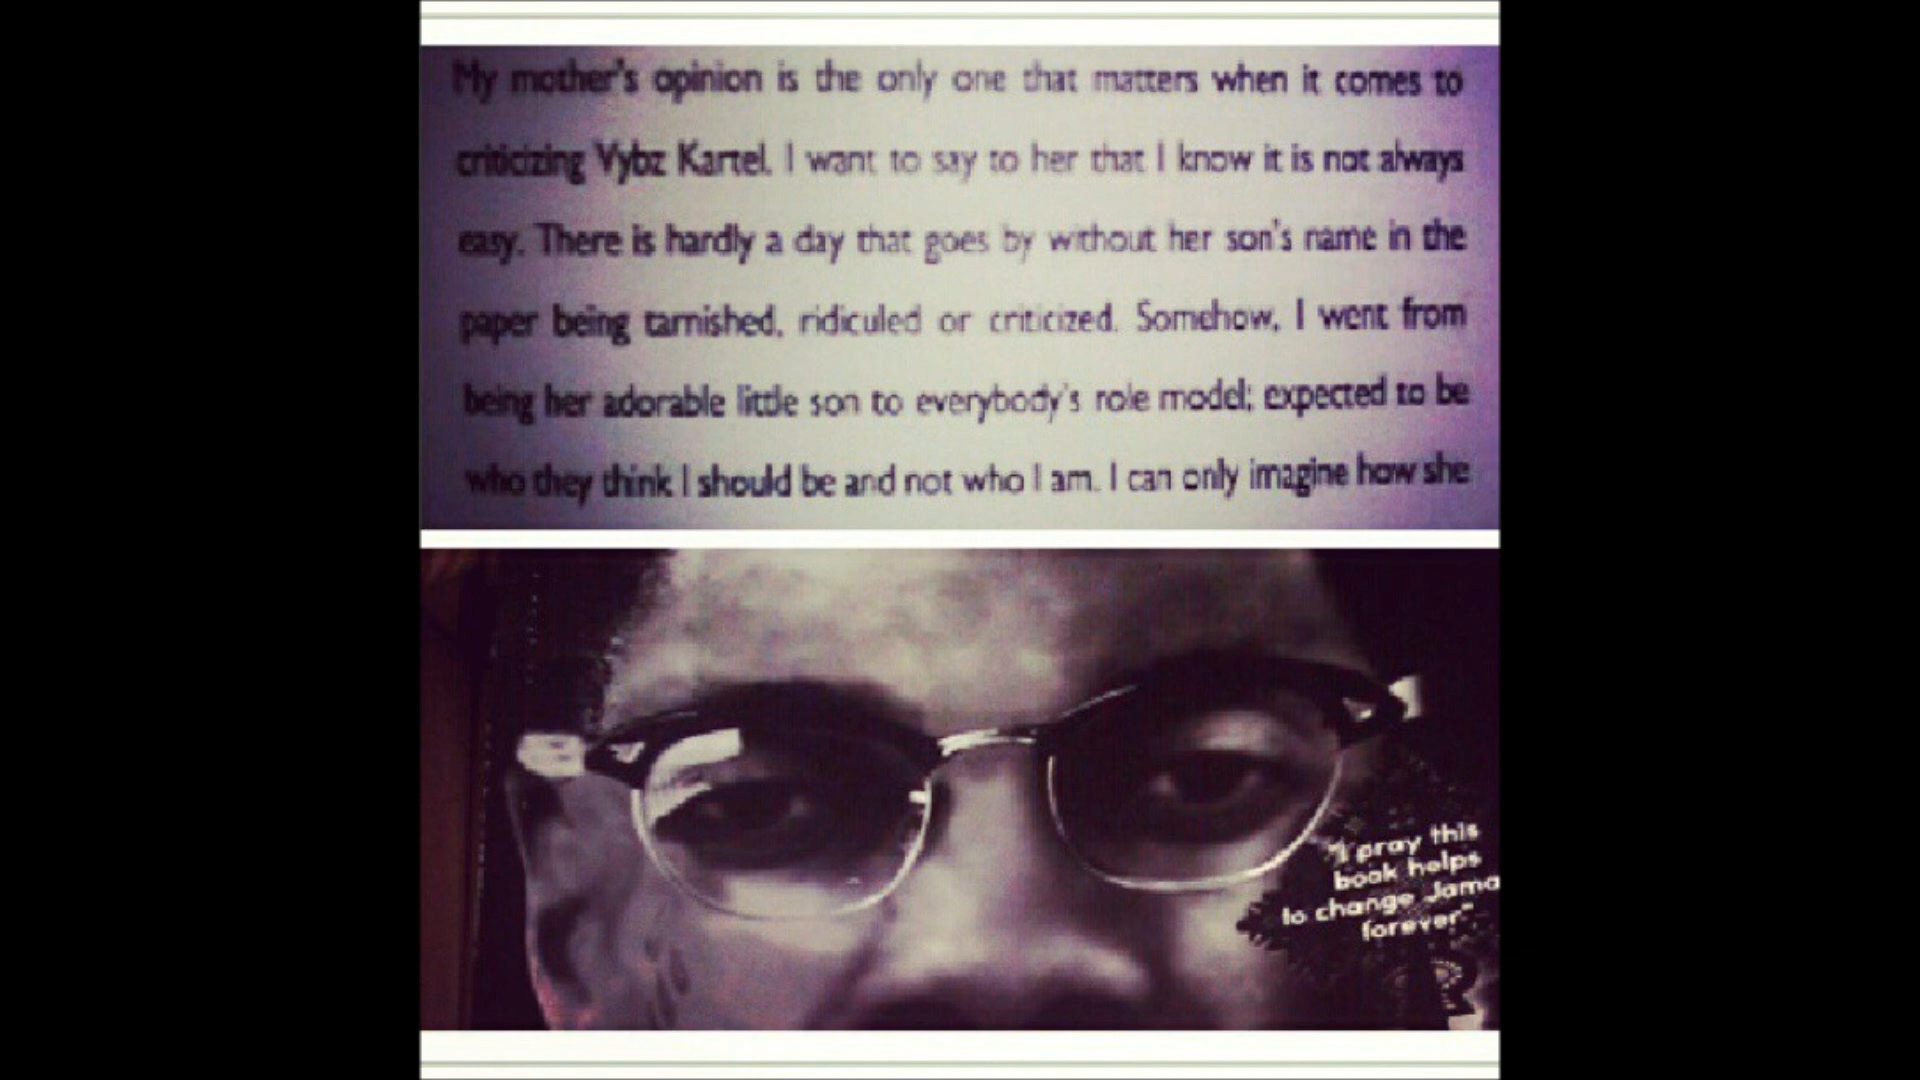 My mother's opinion is the only one that matters when it comes to
criticizing Vybz Kartel. I want to say to her that I know it is not always
easy. There is hardly a day that goes by without her son's name in the
paper being tarnished, ridiculed or criticized. Somehow, I went from
being her adorable little son to everybody's role model; expected to be
who they think I should be and not who I am. I can only imagine how she
"I pray this
book helps
to change Jama
forever"